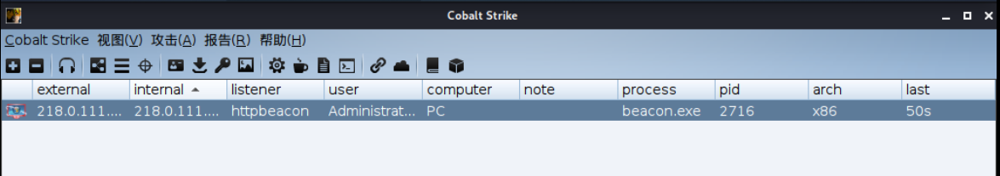 Cobalt Strike
Cobalt Strike 视图(V) 攻击(A) 报告(R) 帮助(H)
external internal listener user computer note process pid arch last
218.0.111.... 218.0.111.... httpbeacon Administrat... PC beacon.exe 2716 x86 50s